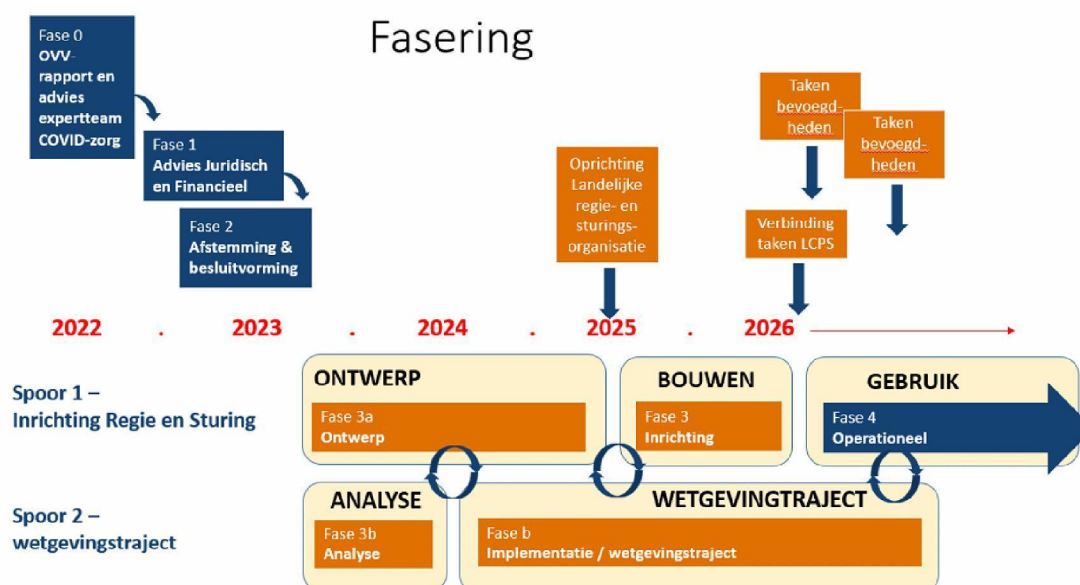 Fasering
Fase 0
OVV-
rapport en
advies
expertteam
COVID-zorg
Fase 1
Advies Juridisch
en Financieel
Fase 2
Afstemming &
besluitvorming
Oprichting
Landelijke
regie- en
sturings-
organisatie
Taken
bevoegd-
heden
Taken
bevoegd-
heden
Verbinding
taken LCPS
2022 . 2023 . 2024 . 2025 . 2026
Spoor 1 –
Inrichting Regie en Sturing
ONTWERP
Fase 3a
Ontwerp
BOUWEN
Fase 3
Inrichting
GEBRUIK
Fase 4
Operationeel
Spoor 2 –
wetgevingstraject
ANALYSE
Fase 3b
Analyse
WETGEVINGTRAJECT
Fase b
Implementatie / wetgevingstraject